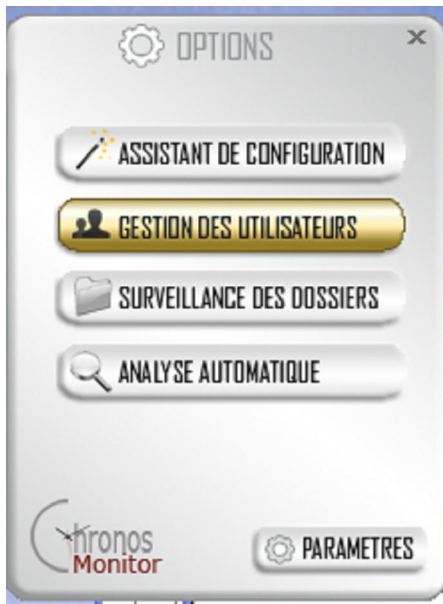 OPTIONS
X
ASSISTANT DE CONFIGURATION
GESTION DES UTILISATEURS
SURVEILLANCE DES DOSSIERS
ANALYSE AUTOMATIQUE
Chronos
Monitor
PARAMETRES